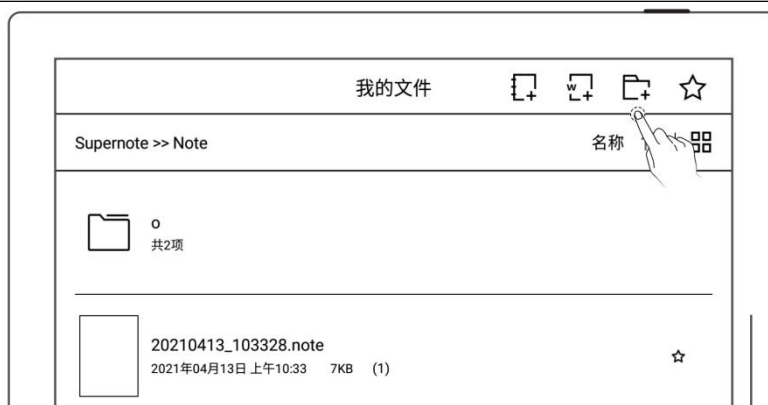 我的文件
W
Supernote >> Note
名称
o
共2项
20210413_103328.note
2021年04月13日 上午10:33 7KB (1)